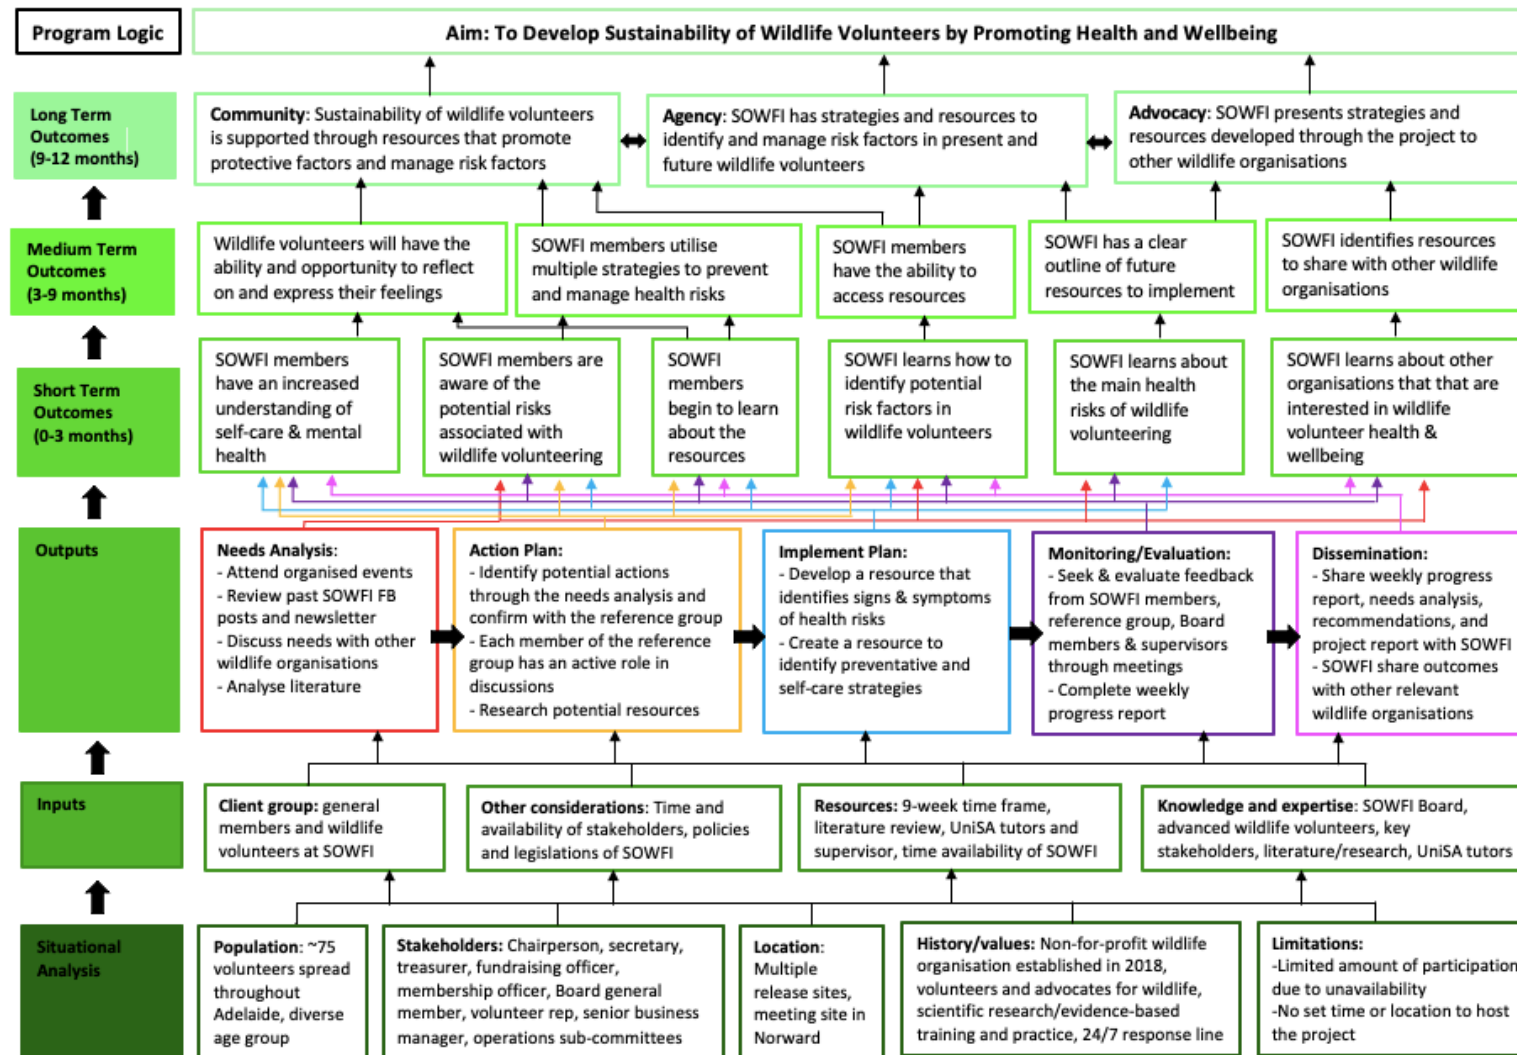 Program Logic
Aim: To Develop Sustainability of Wildlife Volunteers by Promoting Health and Wellbeing
Long Term
Outcomes
(9-12 months)
Community: Sustainability of wildlife volunteers
is supported through resources that promote
protective factors and manage risk factors
Agency: SOWFI has strategies and resources to
identify and manage risk factors in present and
future wildlife volunteers
Advocacy: SOWFI presents strategies and
resources developed through the project to
other wildlife organisations
Medium Term
Outcomes
(3-9 months)
Wildlife volunteers will have the
ability and opportunity to reflect
on and express their feelings
SOWFI members utilise
multiple strategies to prevent
and manage health risks
SOWFI members
have the ability to
access resources
SOWFI has a clear
outline of future
resources to implement
SOWFI identifies resources
to share with other wildlife
organisations
Short Term
Outcomes
(0-3 months)
SOWFI members
have an increased
understanding of
self-care & mental
health
SOWFI members are
aware of the
potential risks
associated with
wildlife volunteering
SOWFI
members
begin to learn
about the
resources
SOWFI learns how to
identify potential
risk factors in
wildlife volunteers
SOWFI learns about
the main health
risks of wildlife
volunteering
SOWFI learns about other
organisations that that are
interested in wildlife
volunteer health &
wellbeing
Outputs
Needs Analysis:
- Attend organised events
- Review past SOWFI FB
posts and newsletter
- Discuss needs with other
wildlife organisations
- Analyse literature
Action Plan:
- Identify potential actions
through the needs analysis and
confirm with the reference group
- Each member of the reference
group has an active role in
discussions
- Research potential resources
Implement Plan:
- Develop a resource that
identifies signs & symptoms
of health risks
- Create a resource to
identify preventative and
self-care strategies
Monitoring/Evaluation:
- Seek & evaluate feedback
from SOWFI members,
reference group, Board
members & supervisors
through meetings
- Complete weekly
progress report
Dissemination:
- Share weekly progress
report, needs analysis,
recommendations, and
project report with SOWFI
- SOWFI share outcomes
with other relevant
wildlife organisations
Inputs
Client group: general
members and wildlife
volunteers at SOWFI
Other considerations: Time and
availability of stakeholders, policies
and legislations of SOWFI
Resources: 9-week time frame,
literature review, UniSA tutors and
supervisor, time availability of SOWFI
Knowledge and expertise: SOWFI Board,
advanced wildlife volunteers, key
stakeholders, literature/research, UniSA tutors
Situational
Analysis
Population: ~75
volunteers spread
throughout
Adelaide, diverse
age group
Stakeholders: Chairperson, secretary,
treasurer, fundraising officer,
membership officer, Board general
member, volunteer rep, senior business
manager, operations sub-committees
Location:
Multiple
release sites,
meeting site in
Norward
History/values: Non-for-profit wildlife
organisation established in 2018,
volunteers and advocates for wildlife,
scientific research/evidence-based
training and practice, 24/7 response line
Limitations:
-Limited amount of participation
due to unavailability
-No set time or location to host
the project